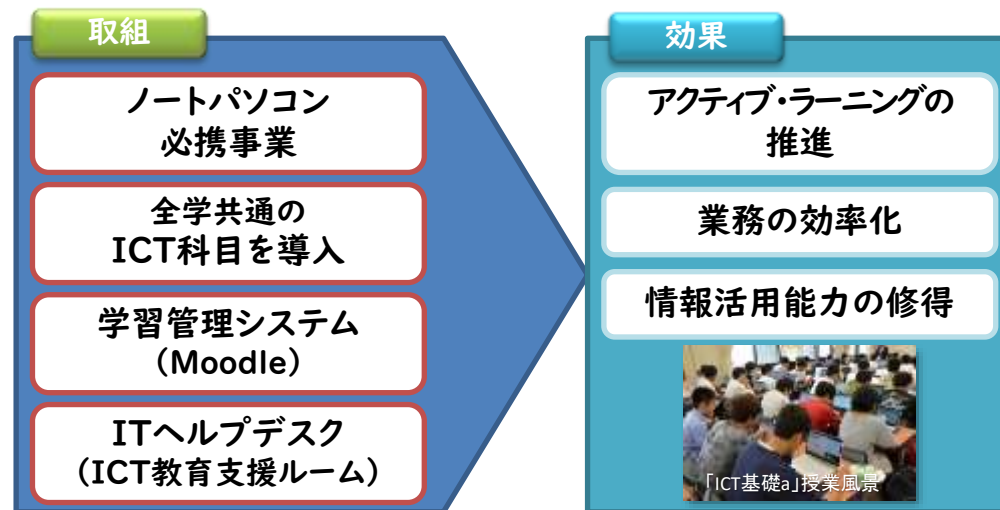 取組
ノートパソコン
必携事業
全学共通の
ICT科目を導入
学習管理システム
(Moodle)
ITヘルプデスク
(ICT教育支援ルーム)
効果
アクティブ・ラーニングの
推進
業務の効率化
情報活用能力の修得
「ICT基礎a」授業風景